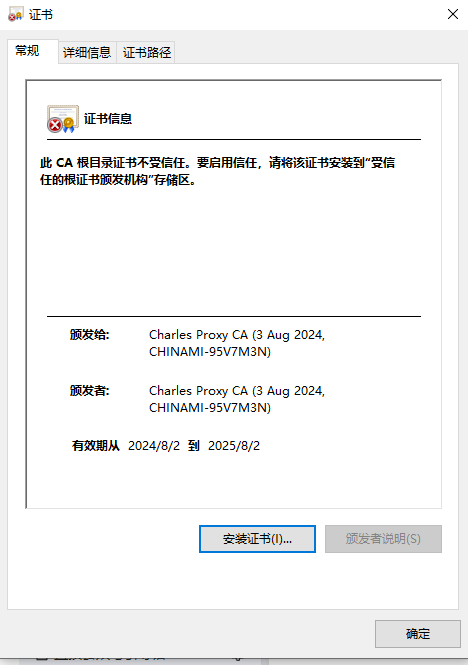 证书
常规
详细信息
证书路径
证书信息
此 CA 根目录证书不受信任。要启用信任，请将该证书安装到“受信
任的根证书颁发机构”存储区。
颁发给: Charles Proxy CA (3 Aug 2024,
CHINAMI-95V7M3N)
颁发者: Charles Proxy CA (3 Aug 2024,
CHINAMI-95V7M3N)
有效期从 2024/8/2 到 2025/8/2
安装证书(I)...
颁发者说明(S)
确定